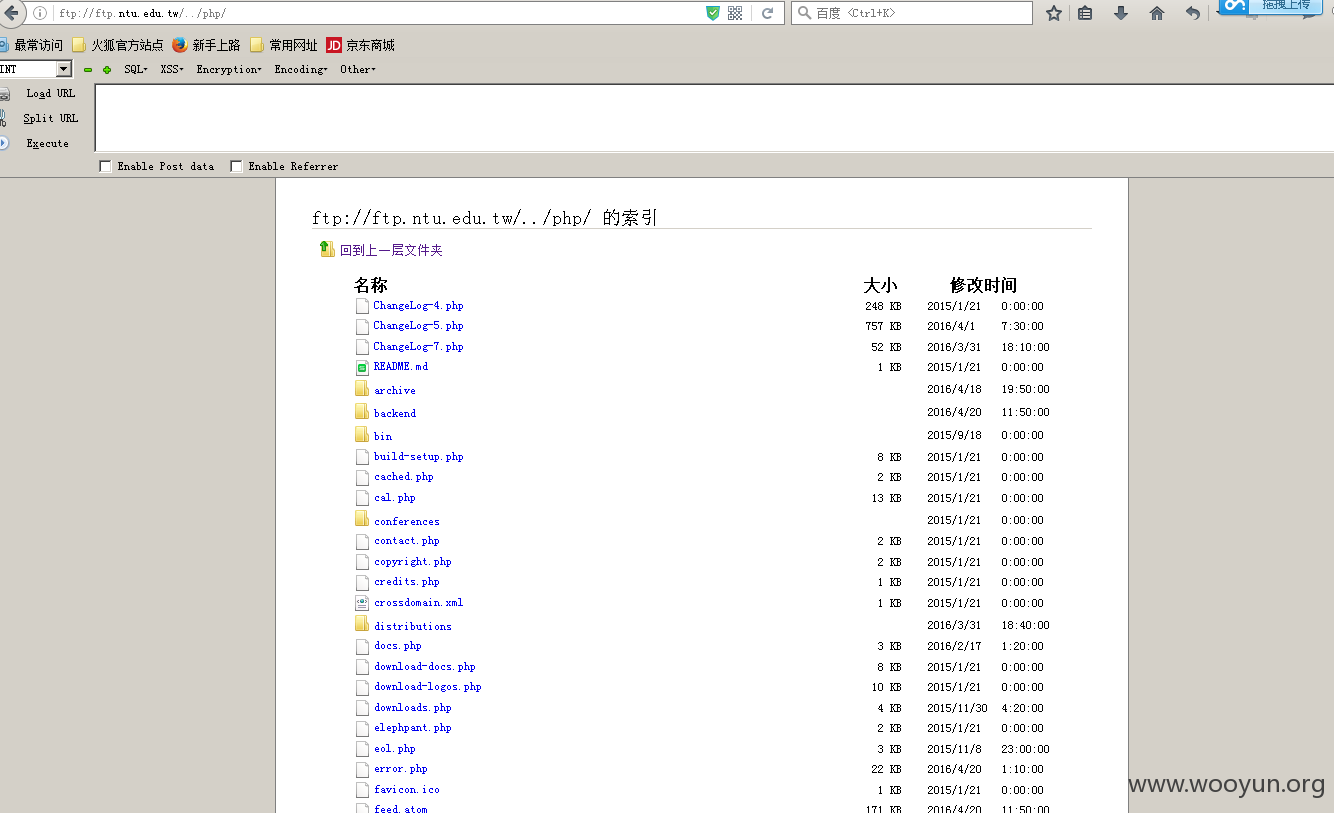 ftp://ftp.ntu.edu.tw/../php/
百度 <Ctrl+K>
拖拽上传
最常访问 火狐官方站点 新手上路 常用网址 JD 京东商城
INT SQL▾ XSS▾ Encryption▾ Encoding▾ Other▾
Load URL
Split URL
Execute
Enable Post data Enable Referrer
ftp://ftp.ntu.edu.tw/../php/ 的索引
回到上一层文件夹
名称 大小 修改时间
ChangeLog-4.php 248 KB 2015/1/21 0:00:00
ChangeLog-5.php 757 KB 2016/4/1 7:30:00
ChangeLog-7.php 52 KB 2016/3/31 18:10:00
README.md 1 KB 2015/1/21 0:00:00
archive 2016/4/18 19:50:00
backend 2016/4/20 11:50:00
bin 2015/9/18 0:00:00
build-setup.php 8 KB 2015/1/21 0:00:00
cached.php 2 KB 2015/1/21 0:00:00
cal.php 13 KB 2015/1/21 0:00:00
conferences 2015/1/21 0:00:00
contact.php 2 KB 2015/1/21 0:00:00
copyright.php 2 KB 2015/1/21 0:00:00
credits.php 1 KB 2015/1/21 0:00:00
crossdomain.xml 1 KB 2015/1/21 0:00:00
distributions 2016/3/31 18:40:00
docs.php 3 KB 2016/2/17 1:20:00
download-docs.php 8 KB 2015/1/21 0:00:00
download-logos.php 10 KB 2015/1/21 0:00:00
downloads.php 4 KB 2015/11/30 4:20:00
elephpant.php 2 KB 2015/1/21 0:00:00
eol.php 3 KB 2015/11/8 23:00:00
error.php 22 KB 2016/4/20 1:10:00
favicon.ico 1 KB 2015/1/21 0:00:00
feed.atom 171 KB 2016/4/20 11:50:00
www.wooyun.org